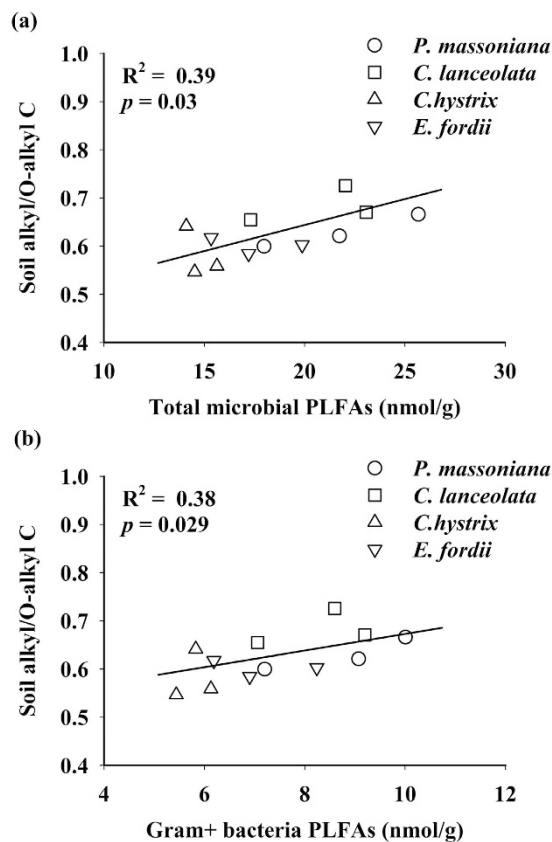 (a)
R² = 0.39
p = 0.03
P. massoniana
C. lanceolata
C.hystrix
E. fordii
Soil alkyl/O-alkyl C
1.0
0.9
0.8
0.7
0.6
0.5
0.4
10 15 20 25 30
Total microbial PLFAs (nmol/g)
(b)
R² = 0.38
p = 0.029
P. massoniana
C. lanceolata
C.hystrix
E. fordii
Soil alkyl/O-alkyl C
1.0
0.9
0.8
0.7
0.6
0.5
0.4
4 6 8 10 12
Gram+ bacteria PLFAs (nmol/g)